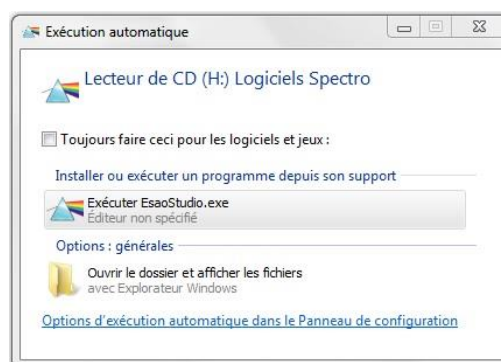 Exécution automatique
Lecteur de CD (H:) Logiciels Spectro
Toujours faire ceci pour les logiciels et jeux :
Installer ou exécuter un programme depuis son support
Exécuter EsaoStudio.exe
Éditeur non spécifié
Options : générales
Ouvrir le dossier et afficher les fichiers
avec Explorateur Windows
Options d'exécution automatique dans le Panneau de configuration